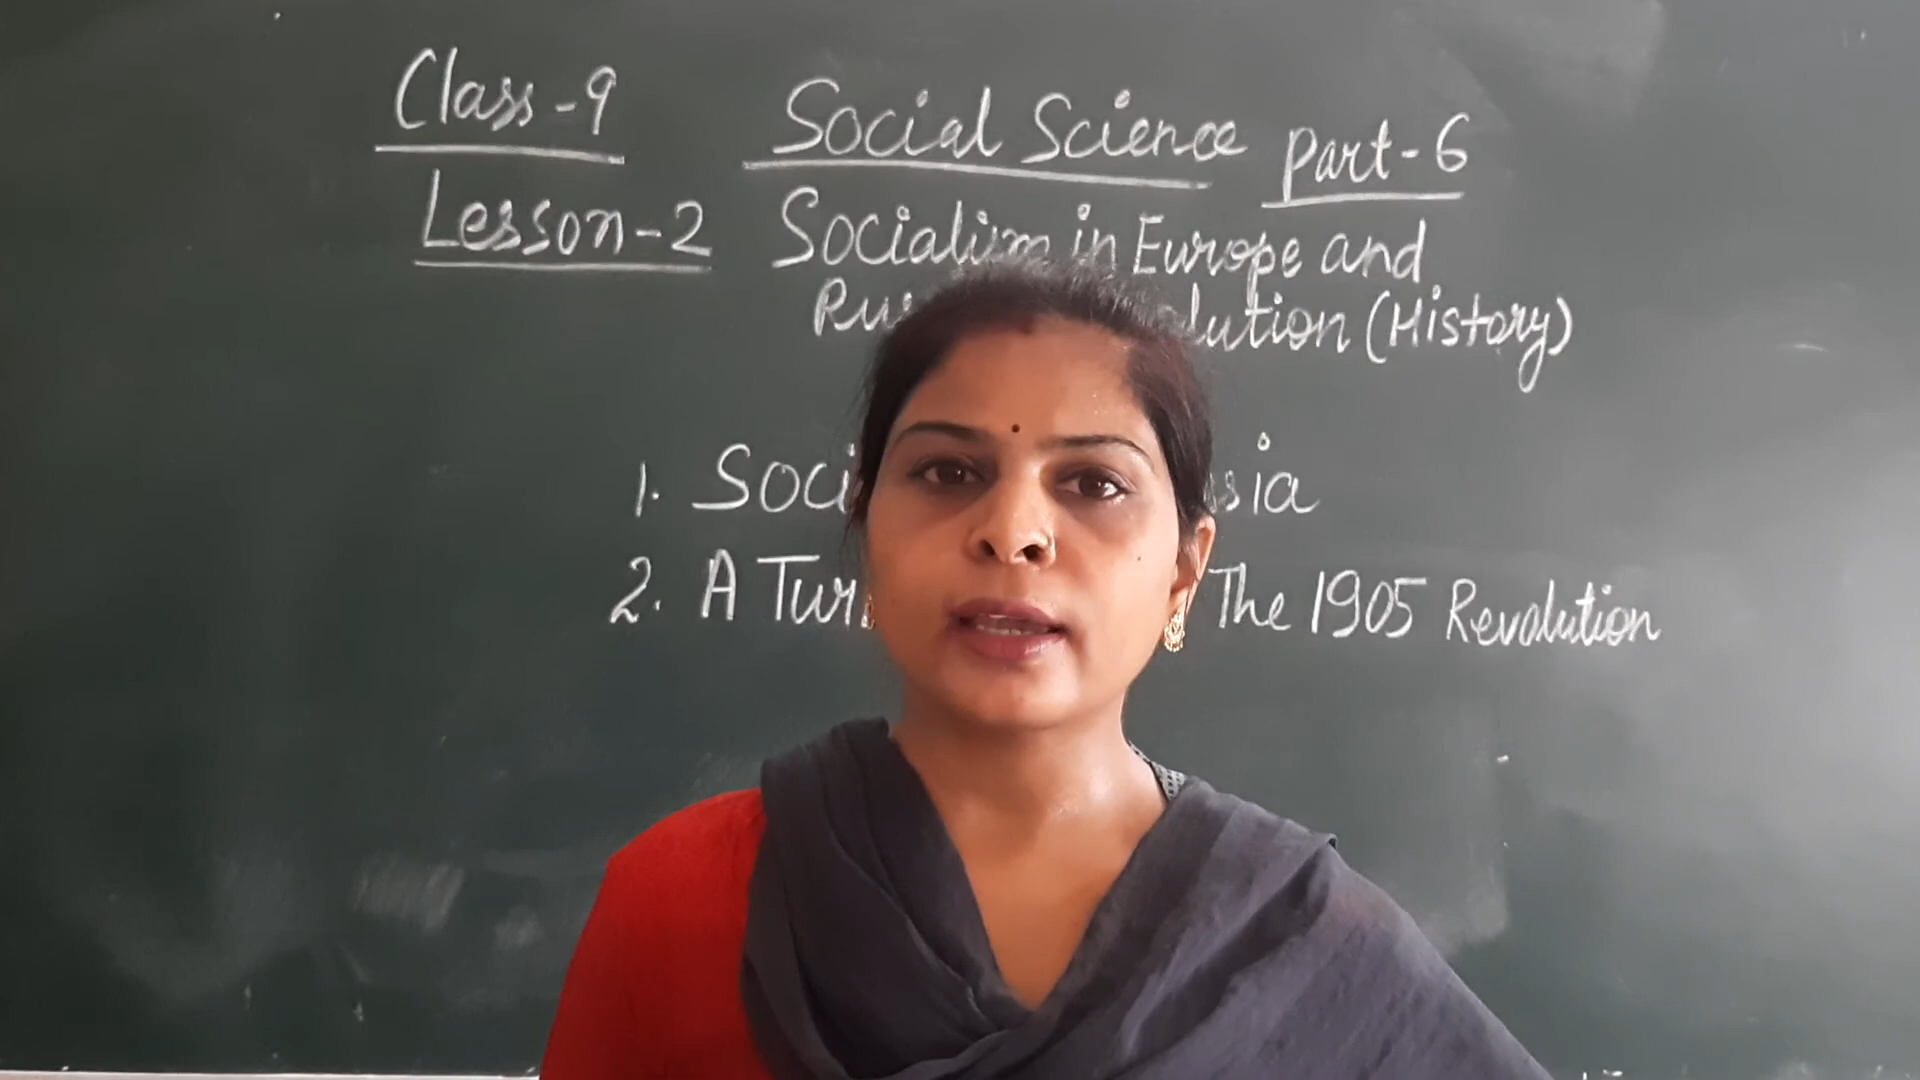 Class-9 Social Science Part-6
Lesson-2 Socialism in Europe and
lution (History)
1. Soci sia
2. A Tur The 1905 Revolution